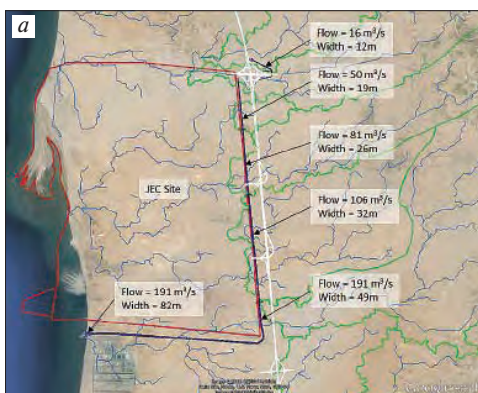 a
Flow = 16 m³/s
Width = 12m
Flow = 50 m³/s
Width = 19m
Flow = 81 m³/s
Width = 26m
JEC Site
Flow = 106 m³/s
Width = 32m
Flow = 191 m³/s
Width = 82m
Flow = 191 m³/s
Width = 49m